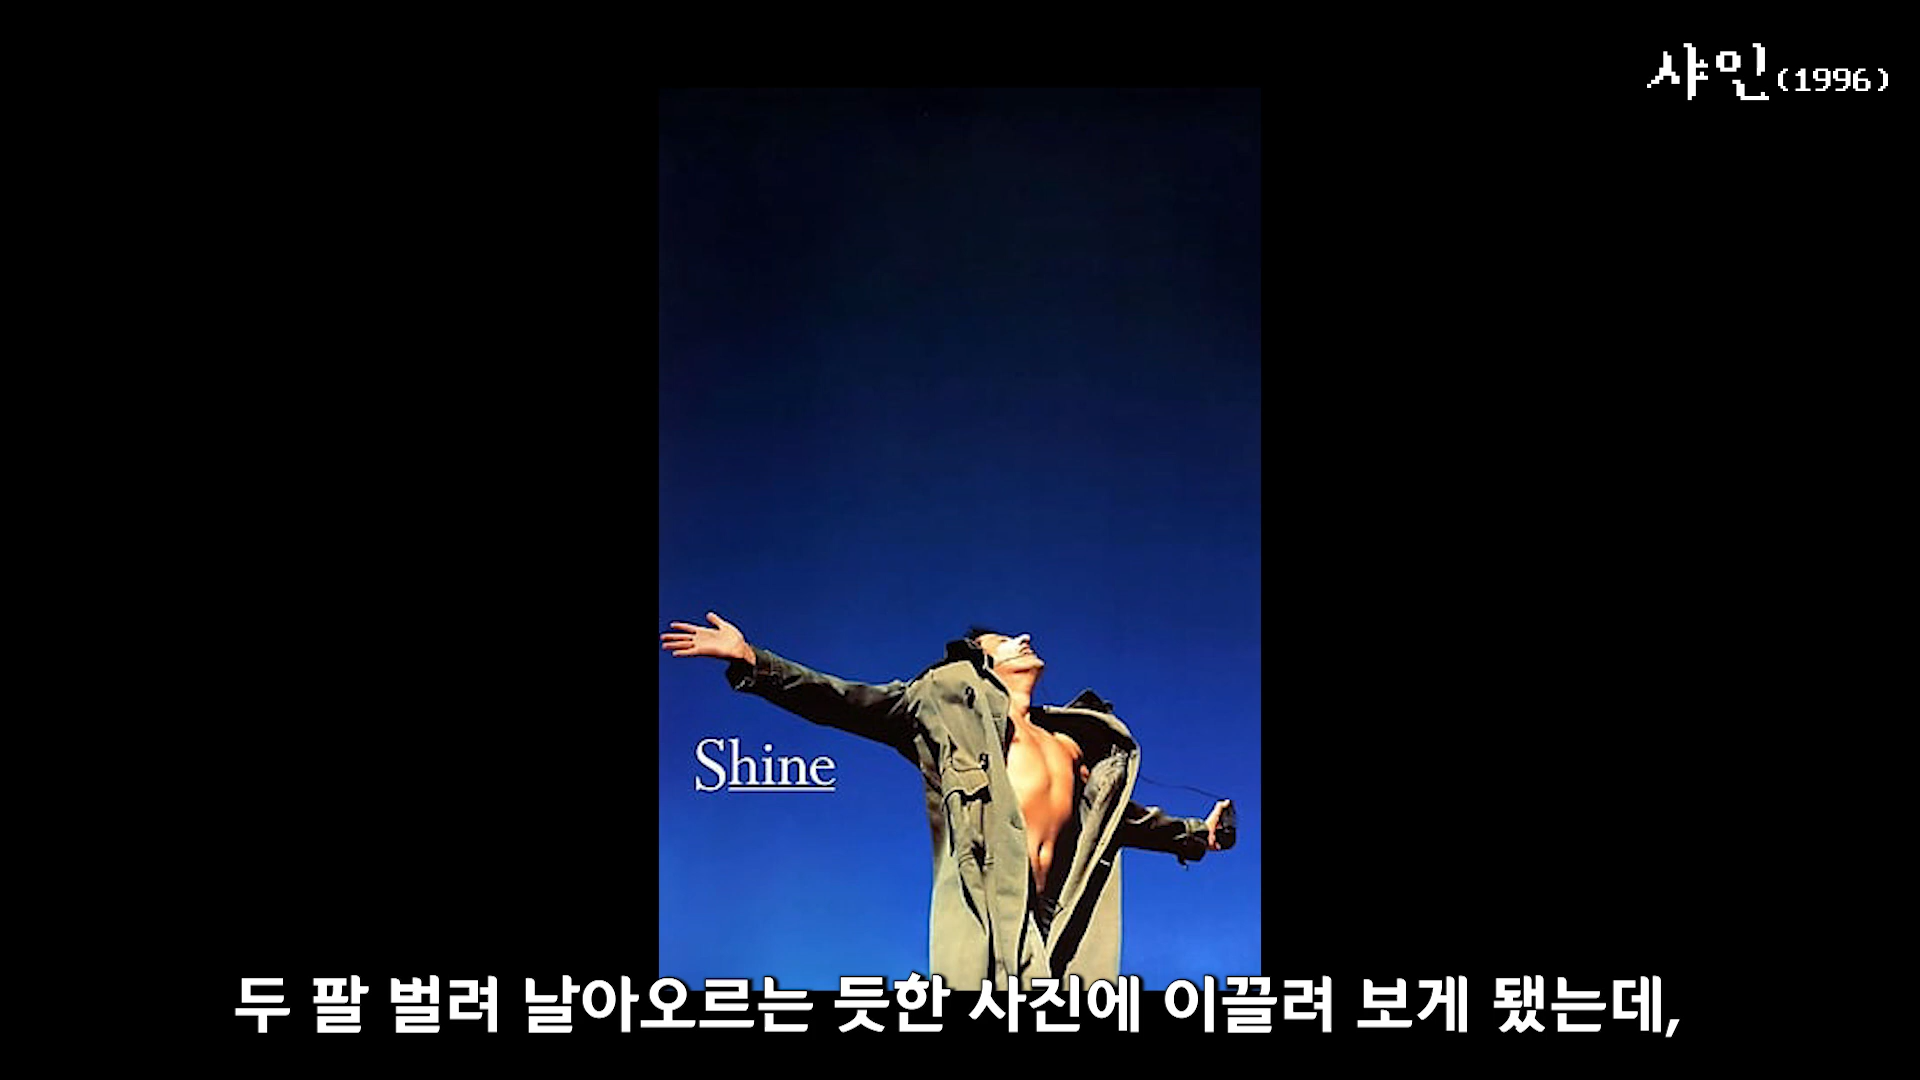 샤인(1996)
Shine
두 팔 벌려 날아오르는 듯한 사진에 이끌려 보게 됐는데,